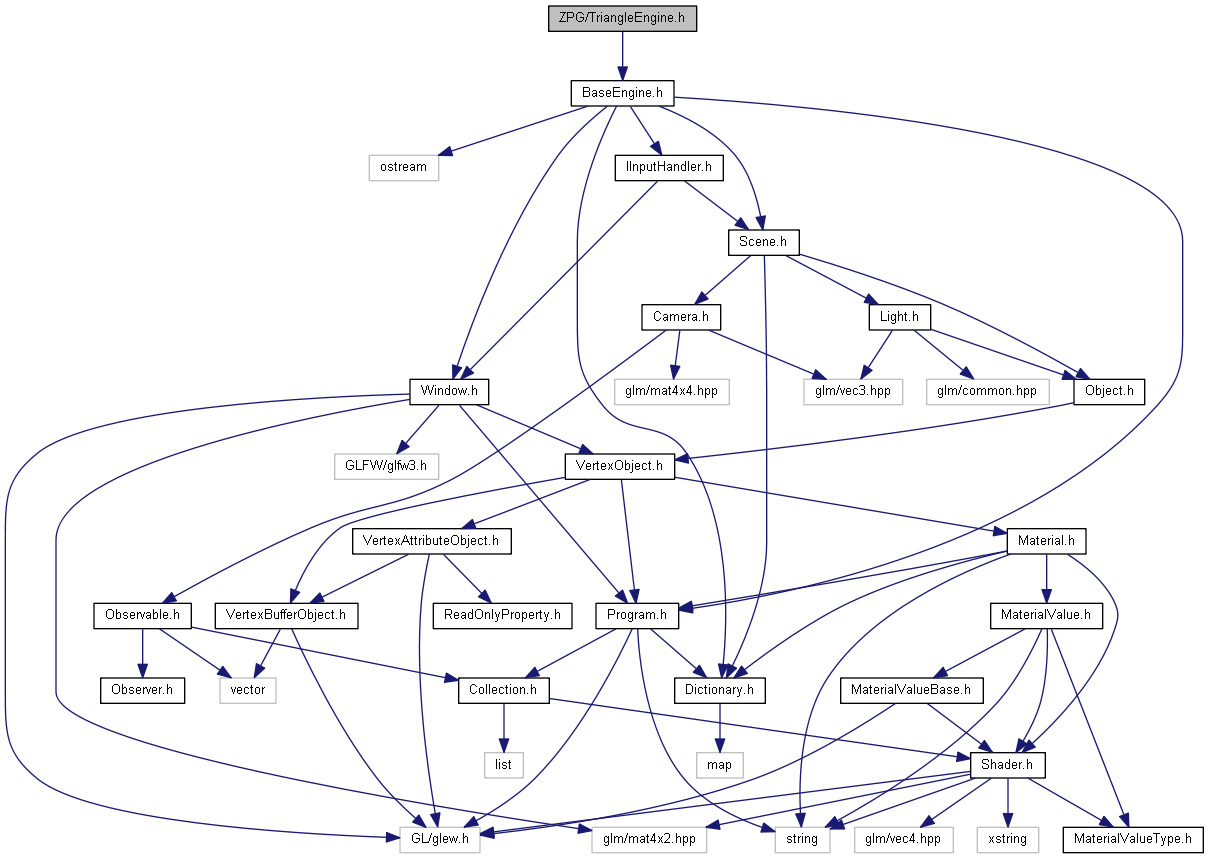 ZPG/TriangleEngine.h
BaseEngine.h
ostream
IInputHandler.h
Scene.h
Camera.h
Light.h
Window.h
glm/mat4x4.hpp
glm/vec3.hpp
glm/common.hpp
Object.h
GLFW/glfw3.h
VertexObject.h
VertexAttributeObject.h
Material.h
Observable.h
VertexBufferObject.h
ReadOnlyProperty.h
Program.h
MaterialValue.h
Observer.h
vector
Collection.h
Dictionary.h
MaterialValueBase.h
list
map
Shader.h
GL/glew.h
glm/mat4x2.hpp
string
glm/vec4.hpp
xstring
MaterialValueType.h